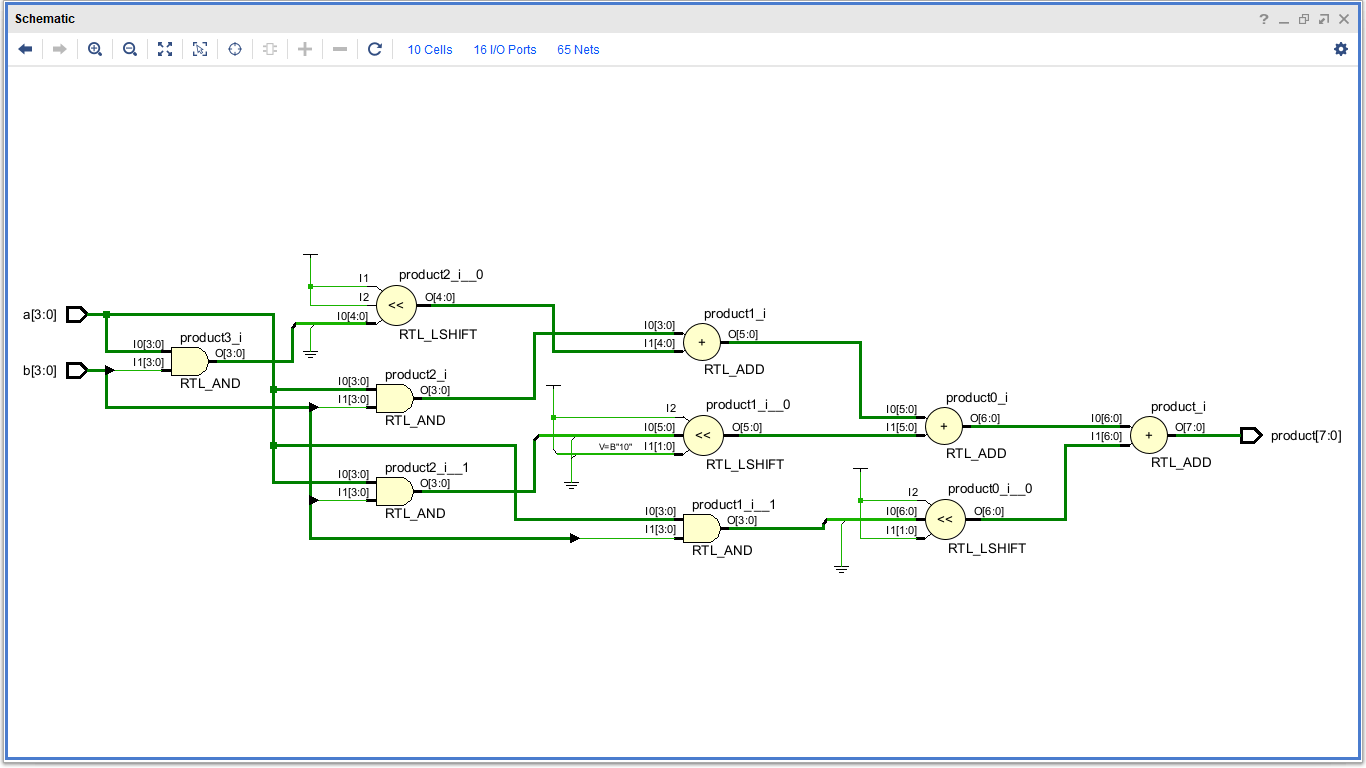 Schematic
10 Cells 16 I/O Ports 65 Nets
a[3:0]
b[3:0]
product3_i
I0[3:0]
I1[3:0]
O[3:0]
RTL_AND
product2_i__0
I1
I2
I0[4:0]
<<
O[4:0]
RTL_LSHIFT
product2_i
I0[3:0]
I1[3:0]
O[3:0]
RTL_AND
product2_i__1
I0[3:0]
I1[3:0]
O[3:0]
RTL_AND
product1_i
I0[3:0]
I1[4:0]
+
O[5:0]
RTL_ADD
product1_i__0
I2
I0[5:0]
V=B"10"
I1[1:0]
<<
O[5:0]
RTL_LSHIFT
product1_i__1
I0[3:0]
I1[3:0]
O[3:0]
RTL_AND
product0_i
I0[5:0]
I1[5:0]
+
O[6:0]
RTL_ADD
product0_i__0
I2
I0[6:0]
I1[1:0]
<<
O[6:0]
RTL_LSHIFT
product_i
I0[6:0]
I1[6:0]
+
O[7:0]
RTL_ADD
product[7:0]